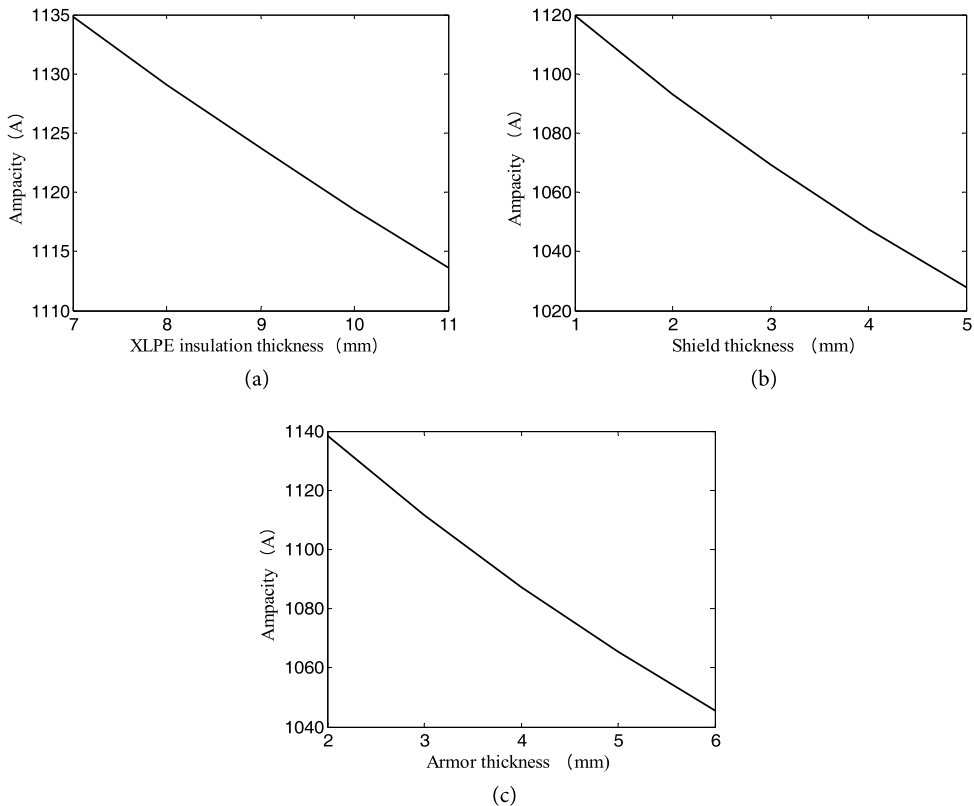 1135
1130
1125
1120
1115
1110
Ampacity （A）
7 8 9 10 11
XLPE insulation thickness（mm）
(a)
1120
1100
1080
1060
1040
1020
Ampacity （A）
1 2 3 4 5
Shield thickness （mm）
(b)
1140
1120
1100
1080
1060
1040
Ampacity （A）
2 3 4 5 6
Armor thickness （mm）
(c)